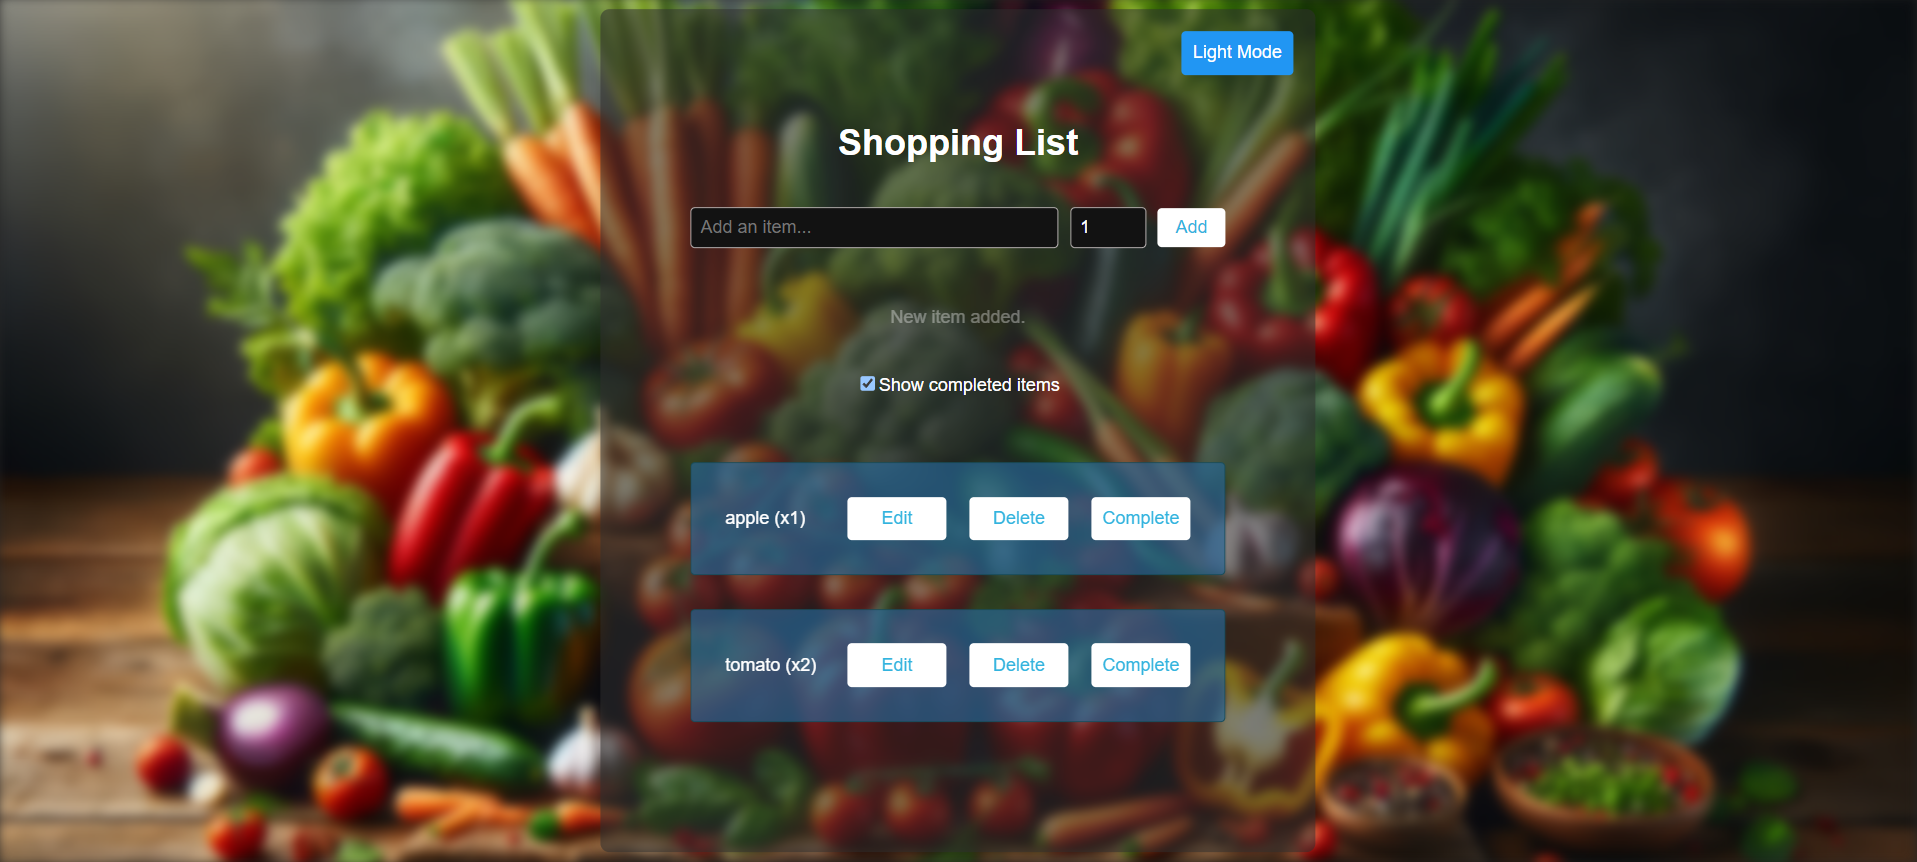 Light Mode
Shopping List
Add an item...
1
Add
New item added.
Show completed items
apple (x1)
Edit
Delete
Complete
tomato (x2)
Edit
Delete
Complete